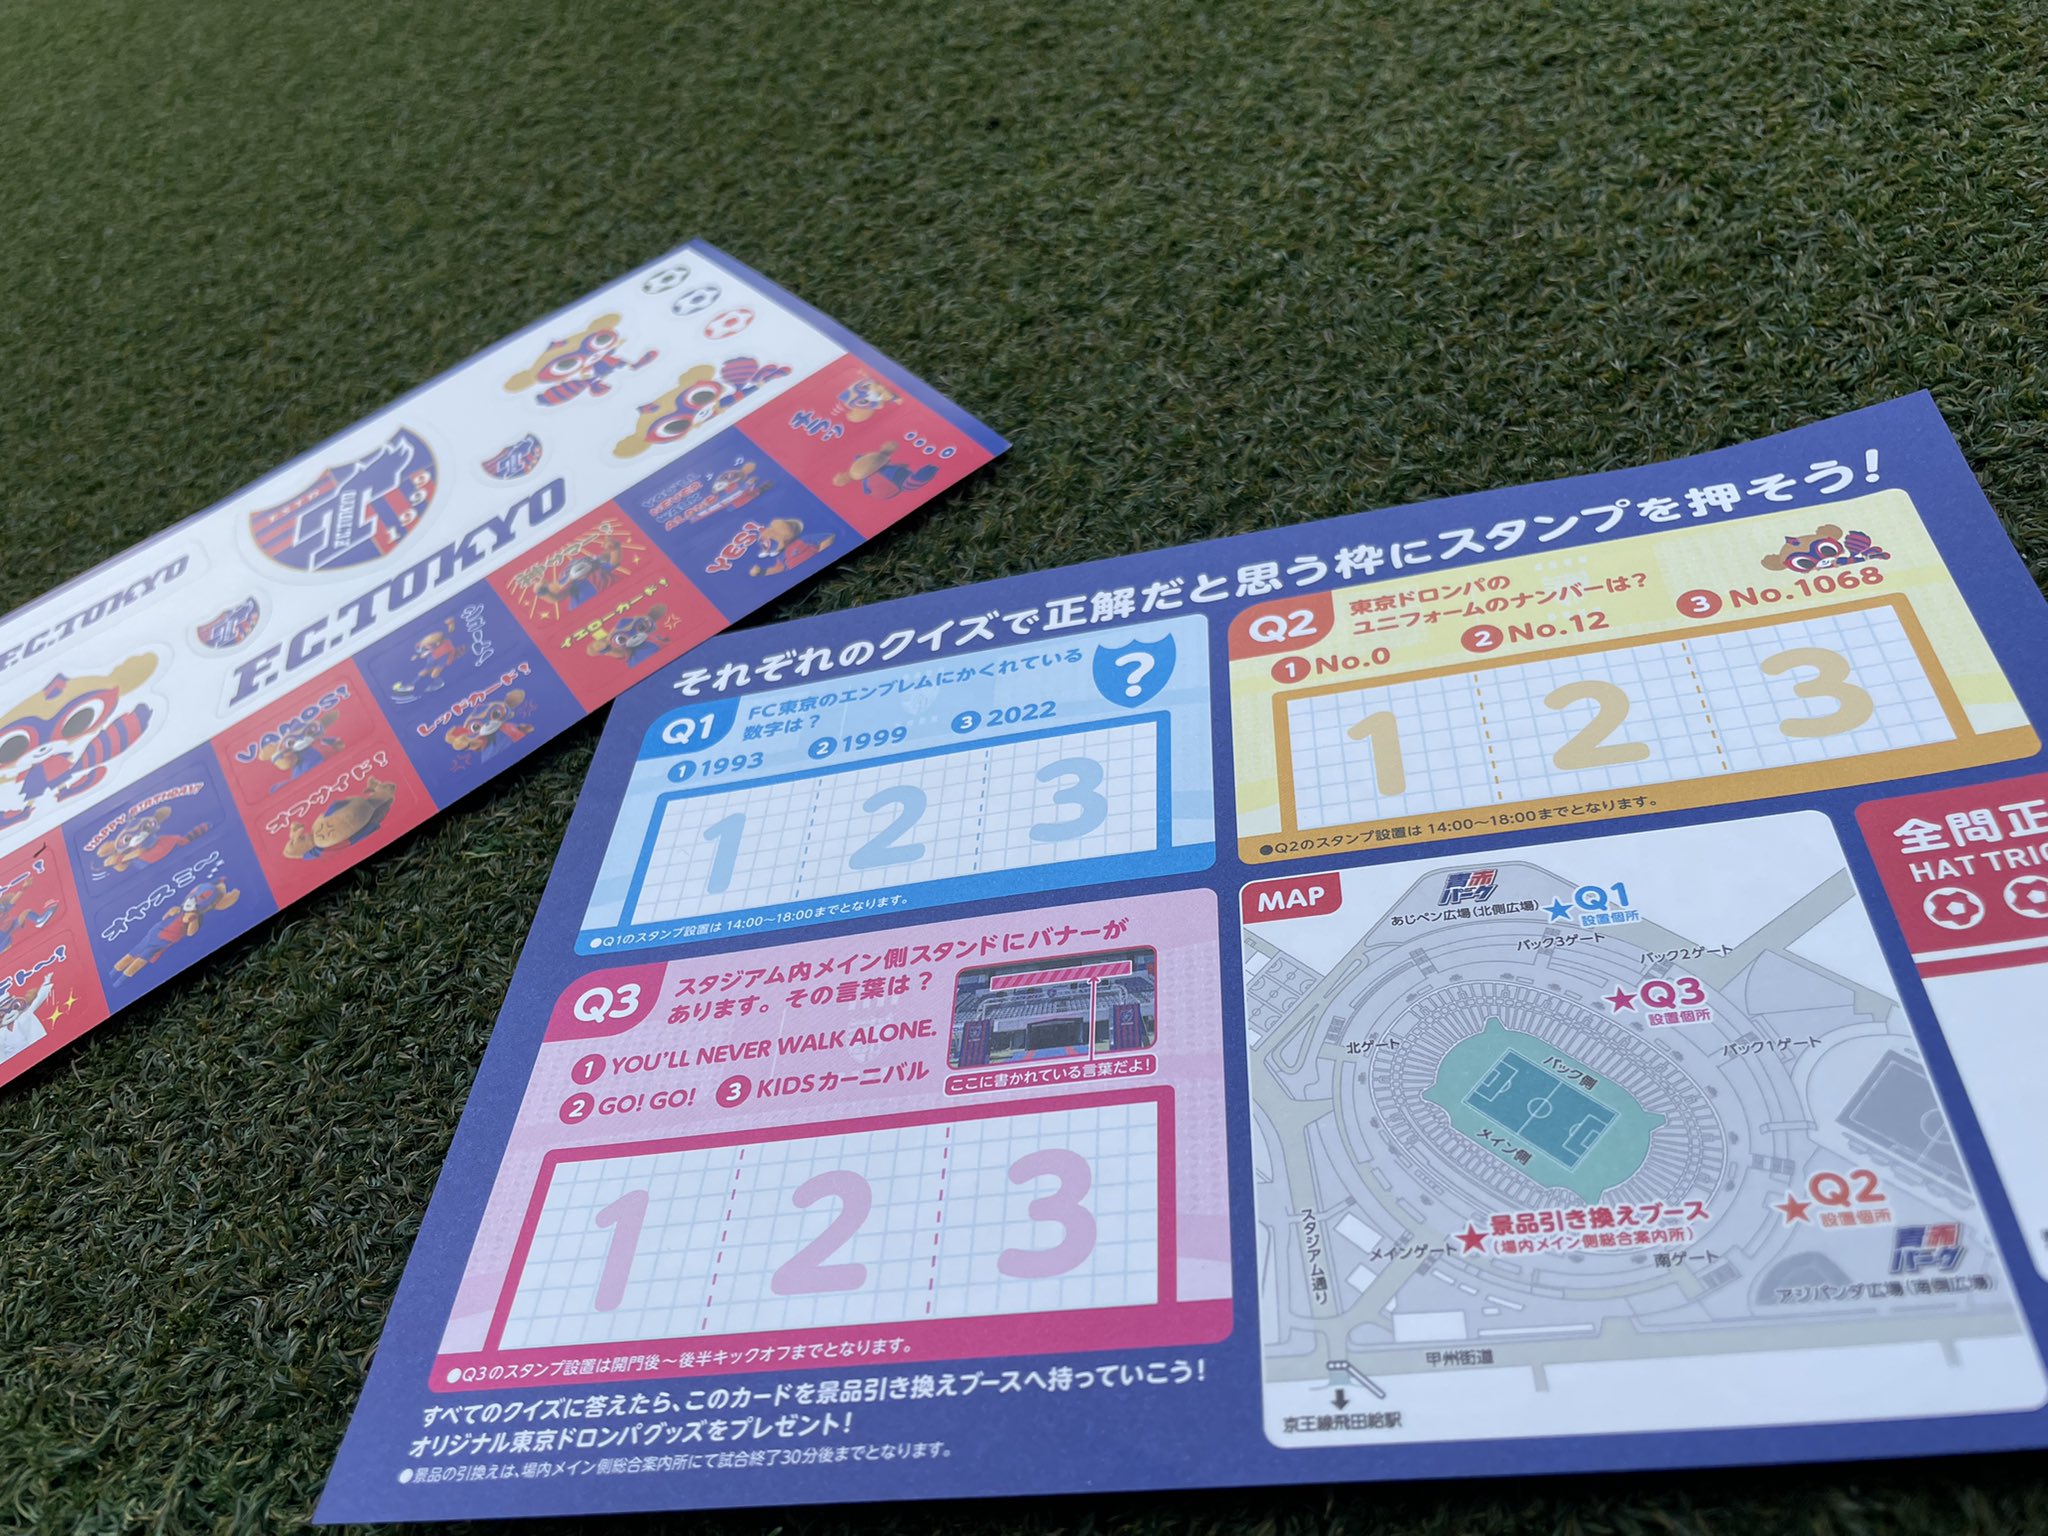 F.C.TOKYO
F.C.TOKYO
1999
チラッ
YES!
イエローカード!
レッドカード!
VAMOS!
オフサイド!
HAPPY BIRTHDAY
オヤスミ〜
それぞれのクイズで正解だと思う枠にスタンプを押そう!
Q1
FC東京のエンブレムにかくれている
数字は?
?
1 1993 2 1999 3 2022
1 2 3
●Q1のスタンプ設置は 14:00〜18:00までとなります。
Q2
東京ドロンパの
ユニフォームのナンバーは?
1 No.0 2 No.12 3 No.1068
1 2 3
●Q2のスタンプ設置は 14:00〜18:00までとなります。
Q3
スタジアム内メイン側スタンドにバナーが
あります。その言葉は?
1 YOU'LL NEVER WALK ALONE.
2 GO! GO! 3 KIDSカーニバル
ここに書かれている言葉だよ!
1 2 3
●Q3のスタンプ設置は開門後〜後半キックオフまでとなります。
すべてのクイズに答えたら、このカードを景品引き換えブースへ持っていこう!
オリジナル東京ドロンパグッズをプレゼント!
●景品の引換えは、場内メイン側総合案内所にて試合終了30分後までとなります。
MAP
青赤
パーク
あじペン広場(北側広場)
★Q1
設置個所
バック3ゲート
バック2ゲート
★Q3
設置個所
北ゲート
バック1ゲート
バック側
メイン側
★Q2
設置個所
★景品引き換えブース
(場内メイン側総合案内所)
メインゲート
南ゲート
青赤
パーク
アジパンダ広場(南側広場)
スタジアム通り
甲州街道
京王線飛田給駅
全問正
HAT TRIC